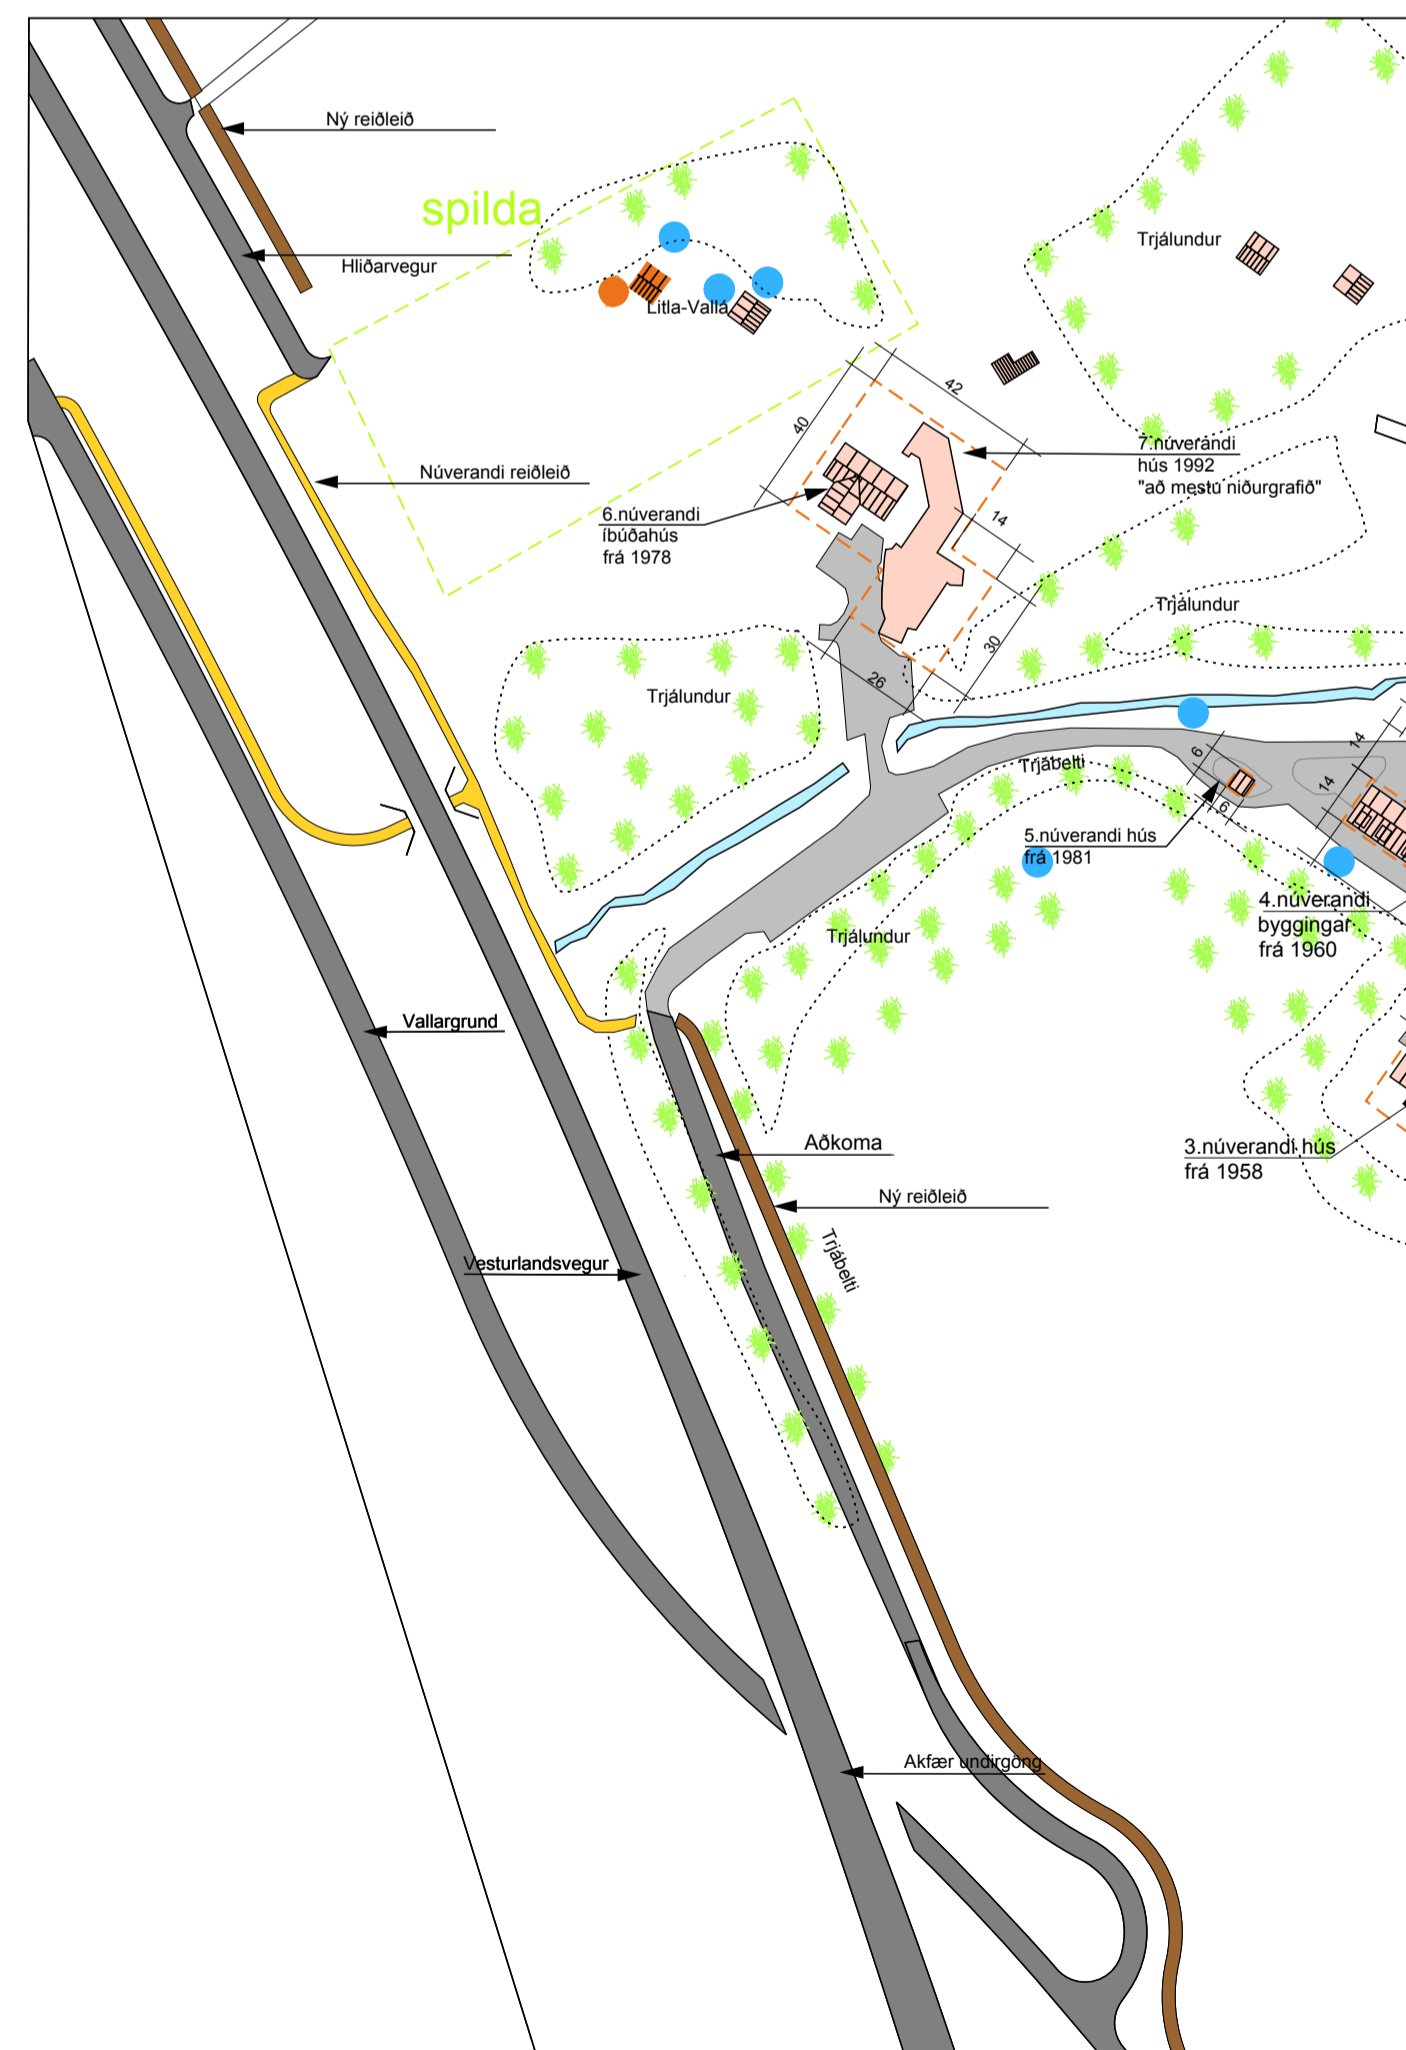 Ný reiðleið
spilda
Hliðarvegur
Litla-Vallá
Trjálundur
42
40
Núverandi reiðleið
7.núverandi
hús 1992
"að mestu niðurgrafið"
6.núverandi
íbúðahús
frá 1978
14
Trjálundur
30
26
Trjálundur
14
6
14
6
Trjábelti
5.núverandi hús
frá 1981
4.núverandi
byggingar
frá 1960
Trjálundur
Vallargrund
Aðkoma
3.núverandi hús
frá 1958
Ný reiðleið
Trjábelti
Vesturlandsvegur
Akfær undirgöng